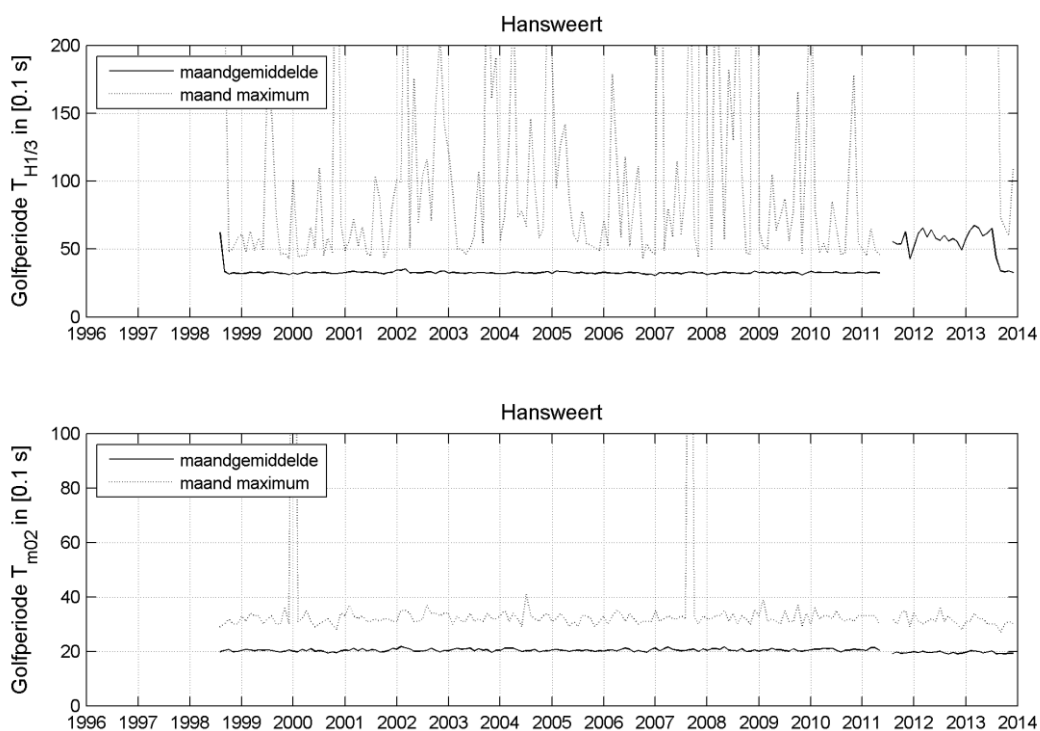 Hansweert
Golfperiode T_H1/3 in [0.1 s]
200
150
100
50
0
maandgemiddelde
maand maximum
1996 1997 1998 1999 2000 2001 2002 2003 2004 2005 2006 2007 2008 2009 2010 2011 2012 2013 2014
Hansweert
Golfperiode T_m02 in [0.1 s]
100
80
60
40
20
0
maandgemiddelde
maand maximum
1996 1997 1998 1999 2000 2001 2002 2003 2004 2005 2006 2007 2008 2009 2010 2011 2012 2013 2014